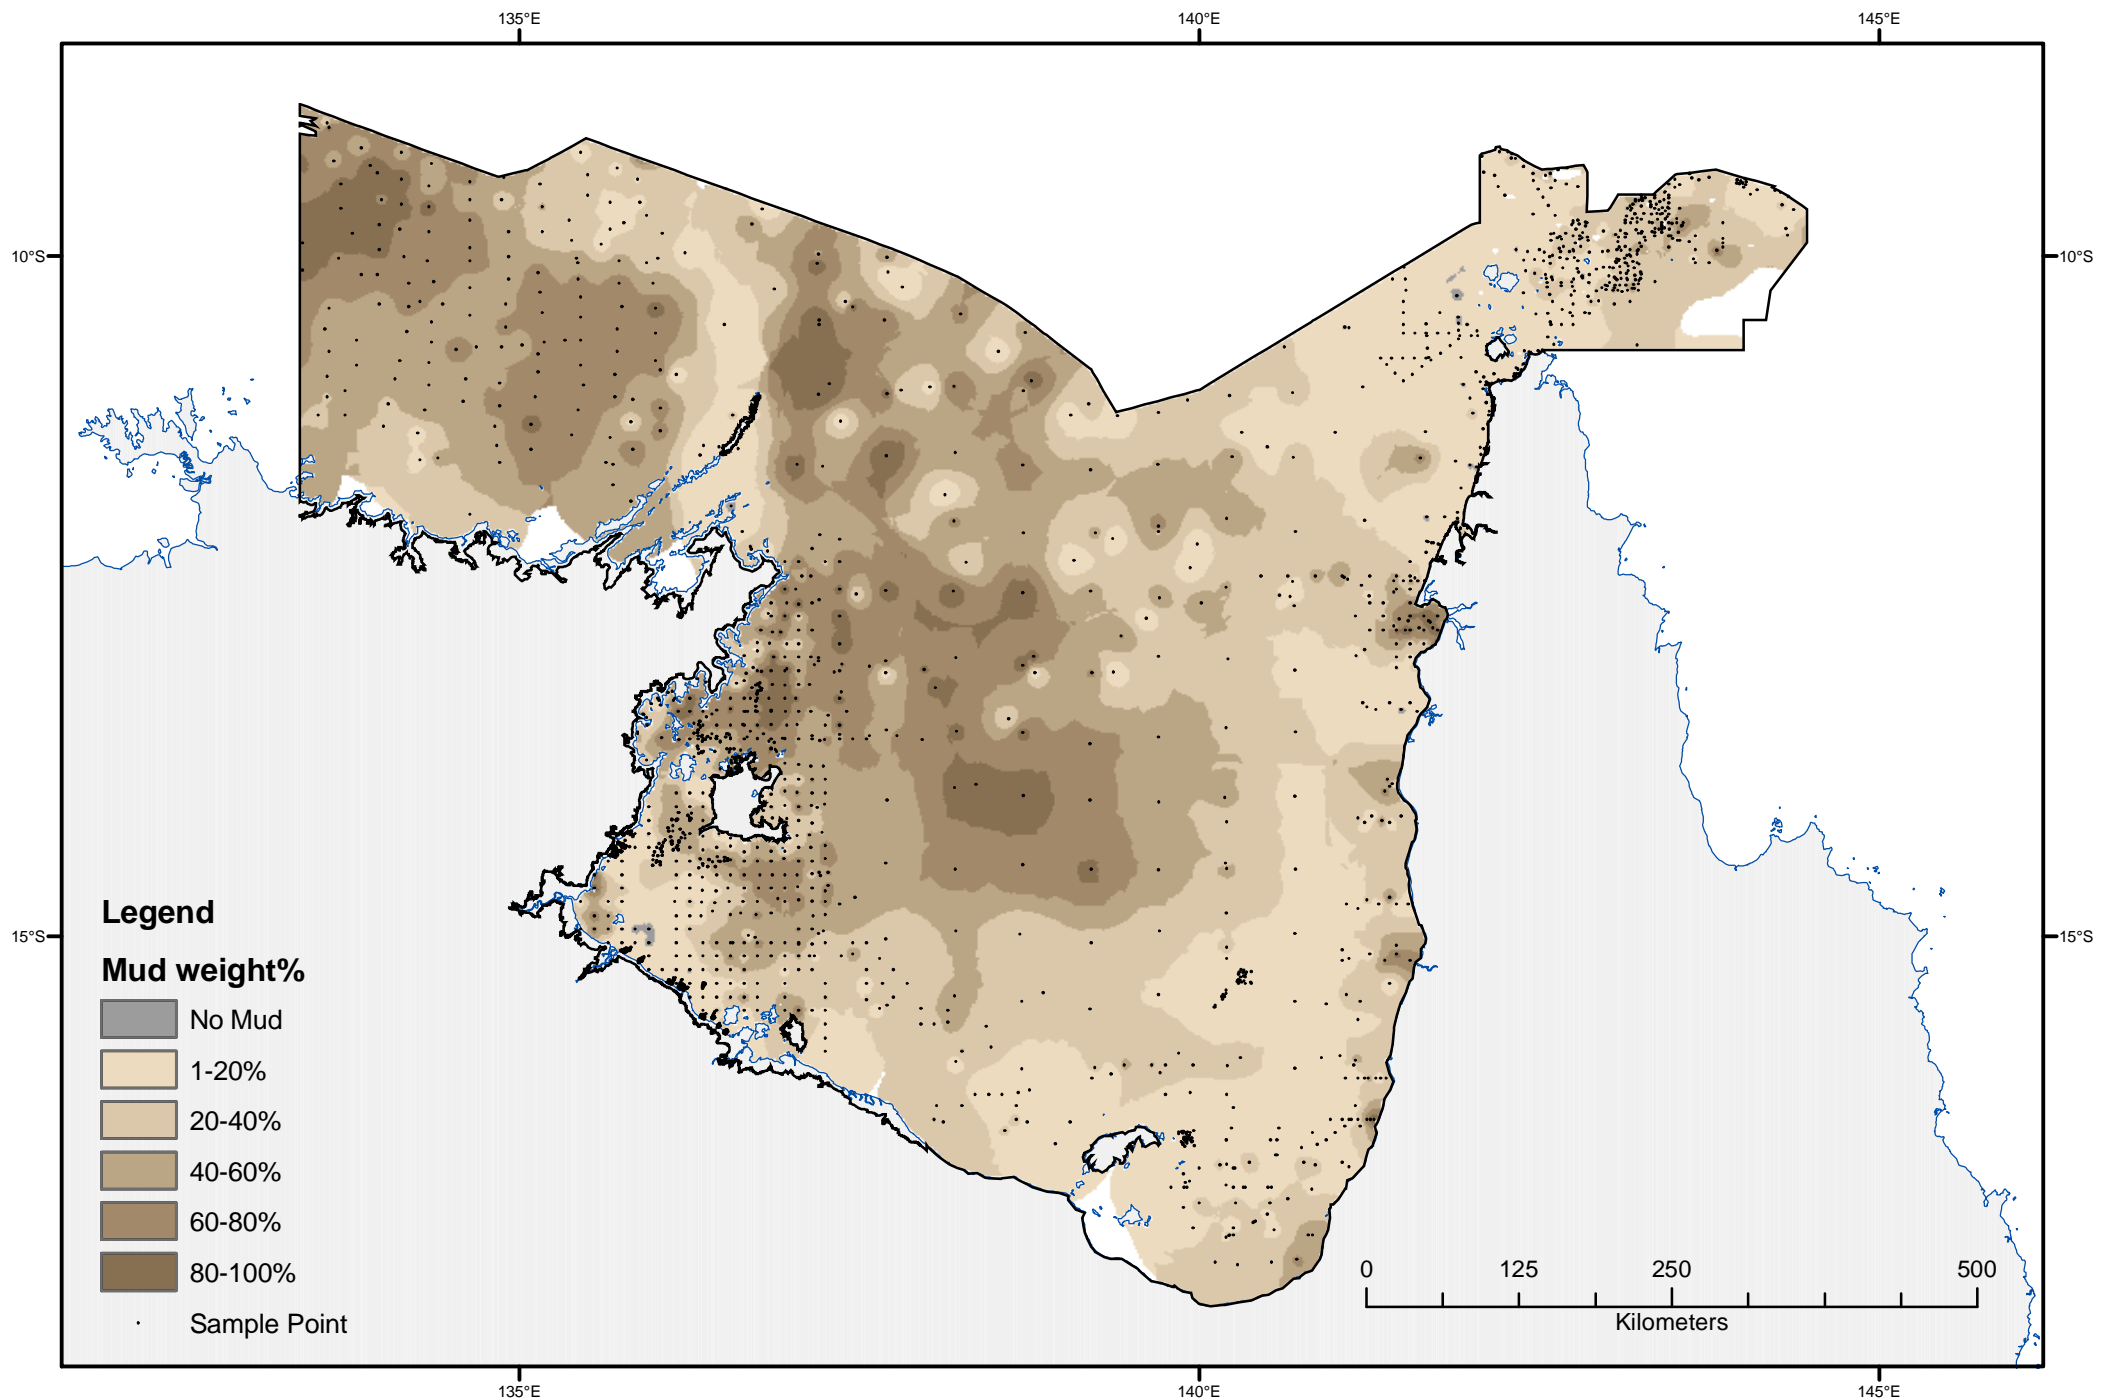 135°E
140°E
145°E
10°S
10°S
15°S
15°S
Legend
Mud weight%
No Mud
1-20%
20-40%
40-60%
60-80%
80-100%
Sample Point
0
125
250
500
Kilometers
135°E
140°E
145°E